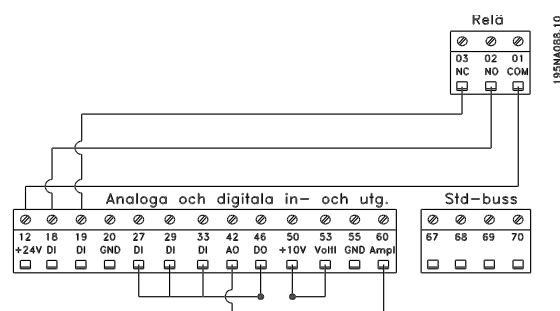 Relä
03 02 01
NC NO COM
195NA088.10
Analoga och digitala in- och utg.
12 18 19 20 27 29 33 42 46 50 53 55 60
+24V DI DI GND DI DI DI AO DO +10V VoltI GND AmpI
Std-buss
67 68 69 70